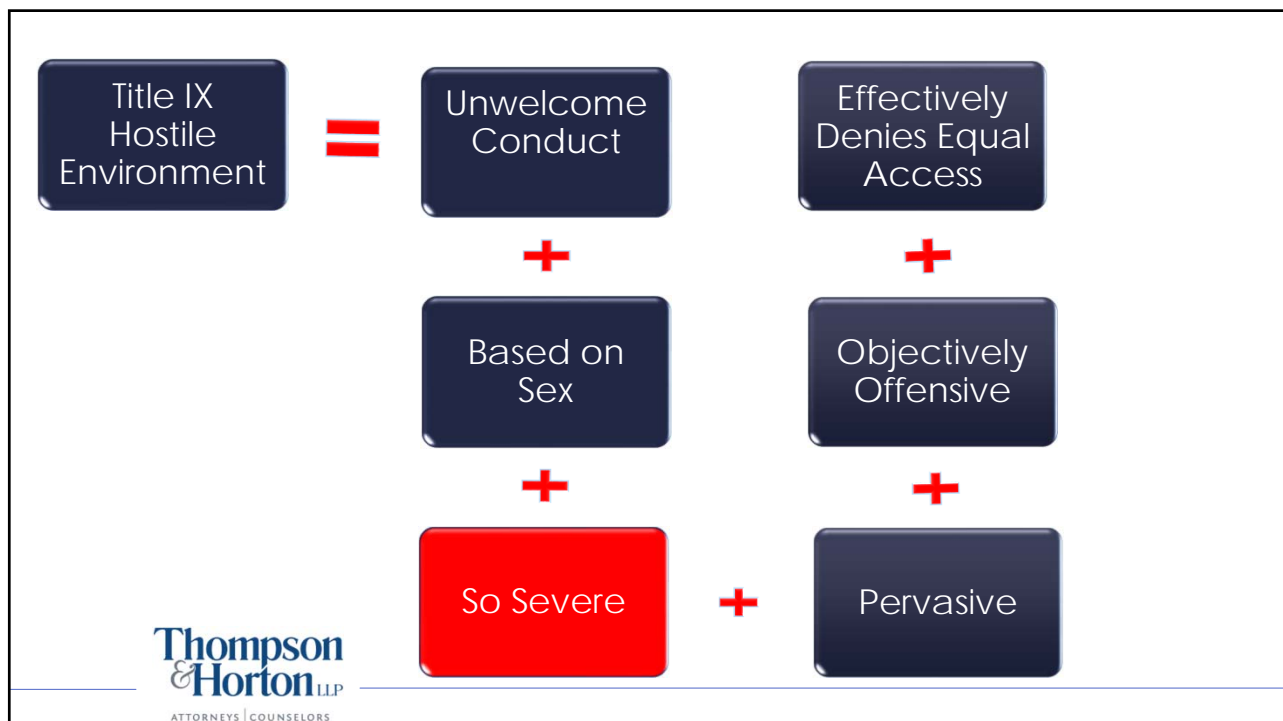 Title IX
Hostile
Environment
=
Unwelcome
Conduct
+
Based on
Sex
+
So Severe
+
Pervasive
+
Objectively
Offensive
+
Effectively
Denies Equal
Access
Thompson
&Horton LLP
ATTORNEYS | COUNSELORS